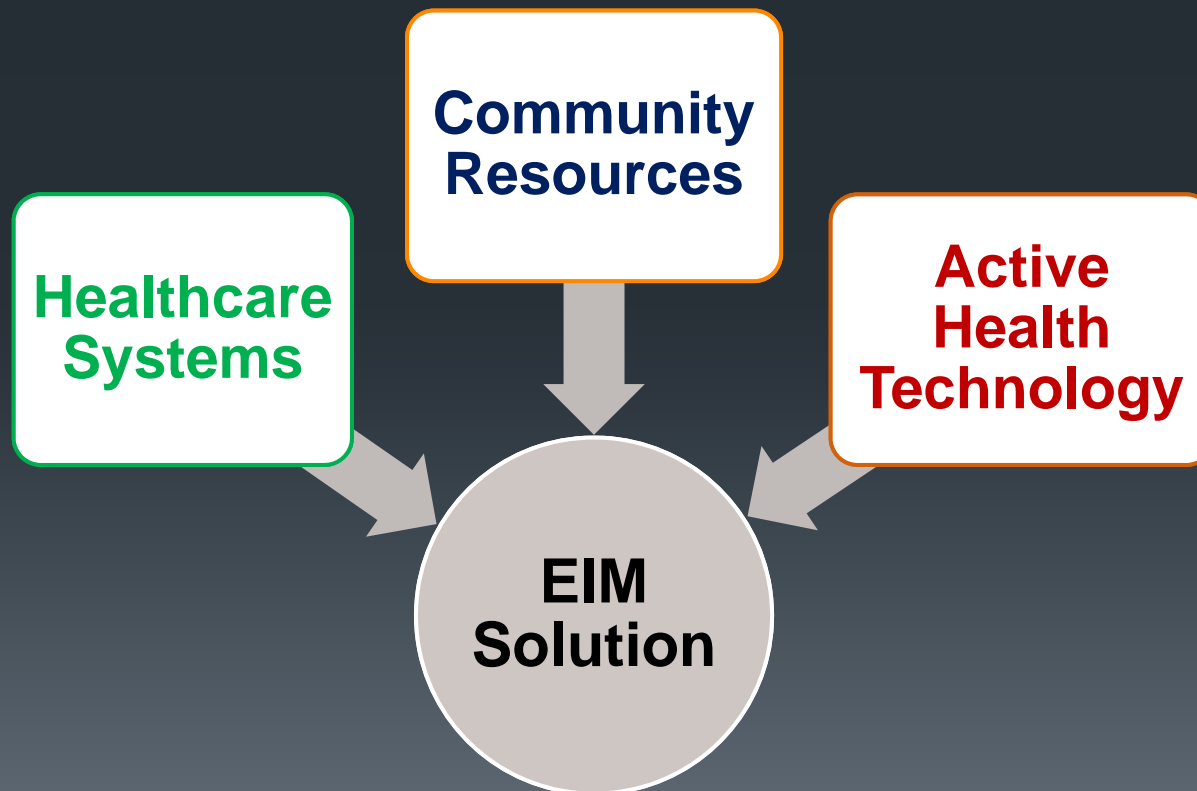 Community
Resources
Healthcare
Systems
Active
Health
Technology
EIM
Solution